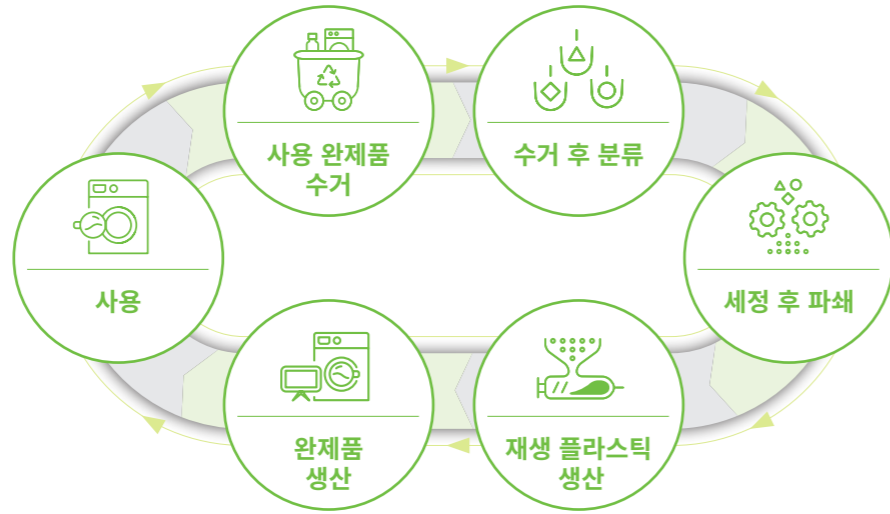 사용 완제품
수거
수거 후 분류
사용
세정 후 파쇄
완제품
생산
재생 플라스틱
생산